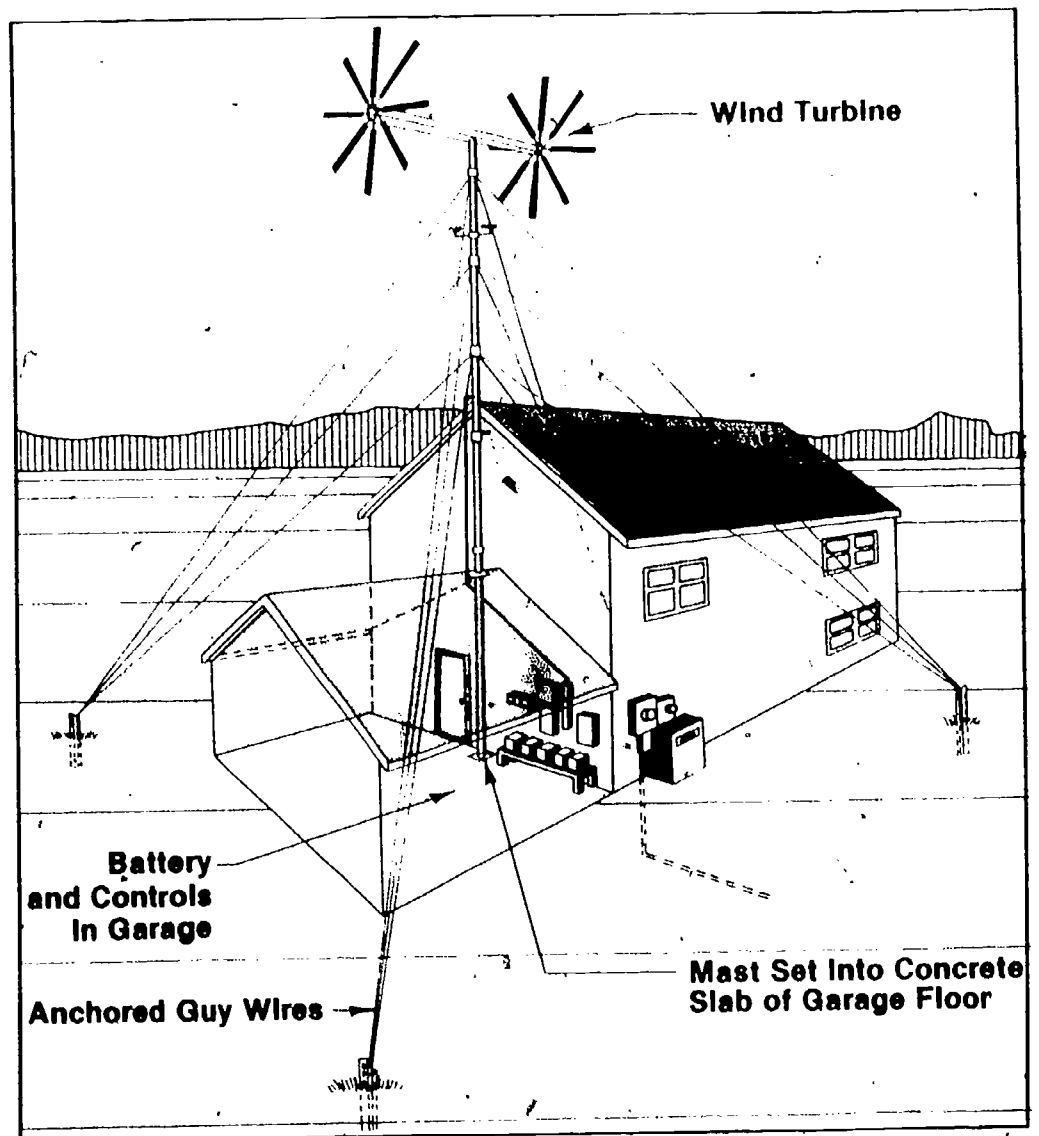 Wind Turbine
Battery
and Controls
In Garage
Mast Set Into Concrete
Slab of Garage Floor
Anchored Guy Wires